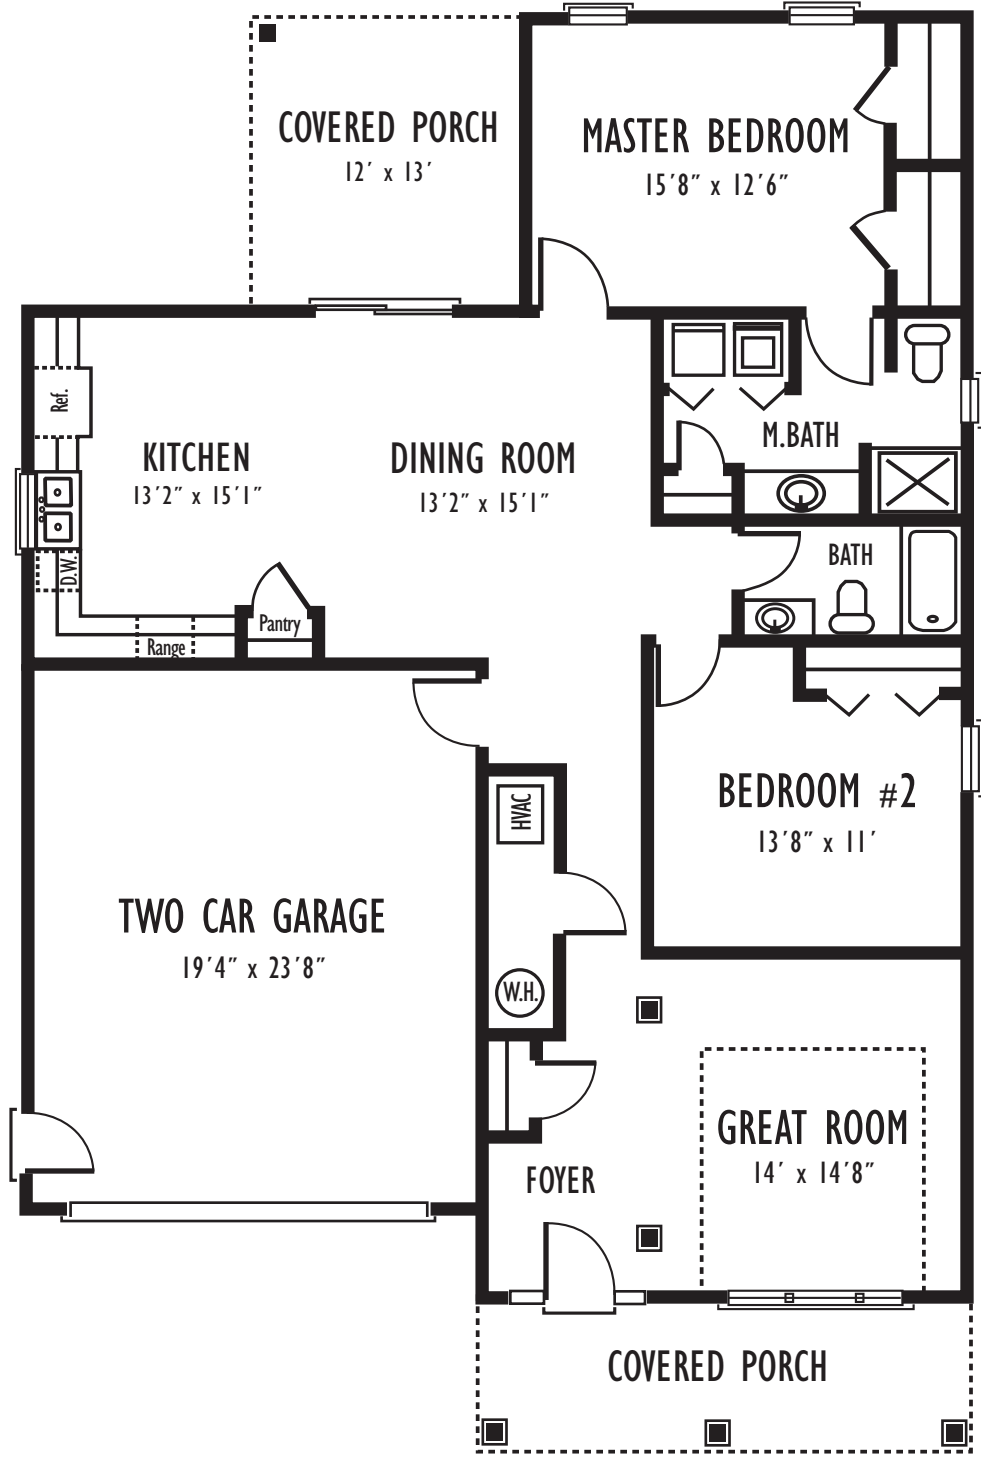 COVERED PORCH
12′ x 13′
MASTER BEDROOM
15′8″ x 12′6″
Ref.
KITCHEN
13′2″ x 15′1″
DINING ROOM
13′2″ x 15′1″
M.BATH
D.W.
BATH
Pantry
Range
BEDROOM #2
13′8″ x 11′
HVAC
TWO CAR GARAGE
19′4″ x 23′8″
W.H.
GREAT ROOM
14′ x 14′8″
FOYER
COVERED PORCH